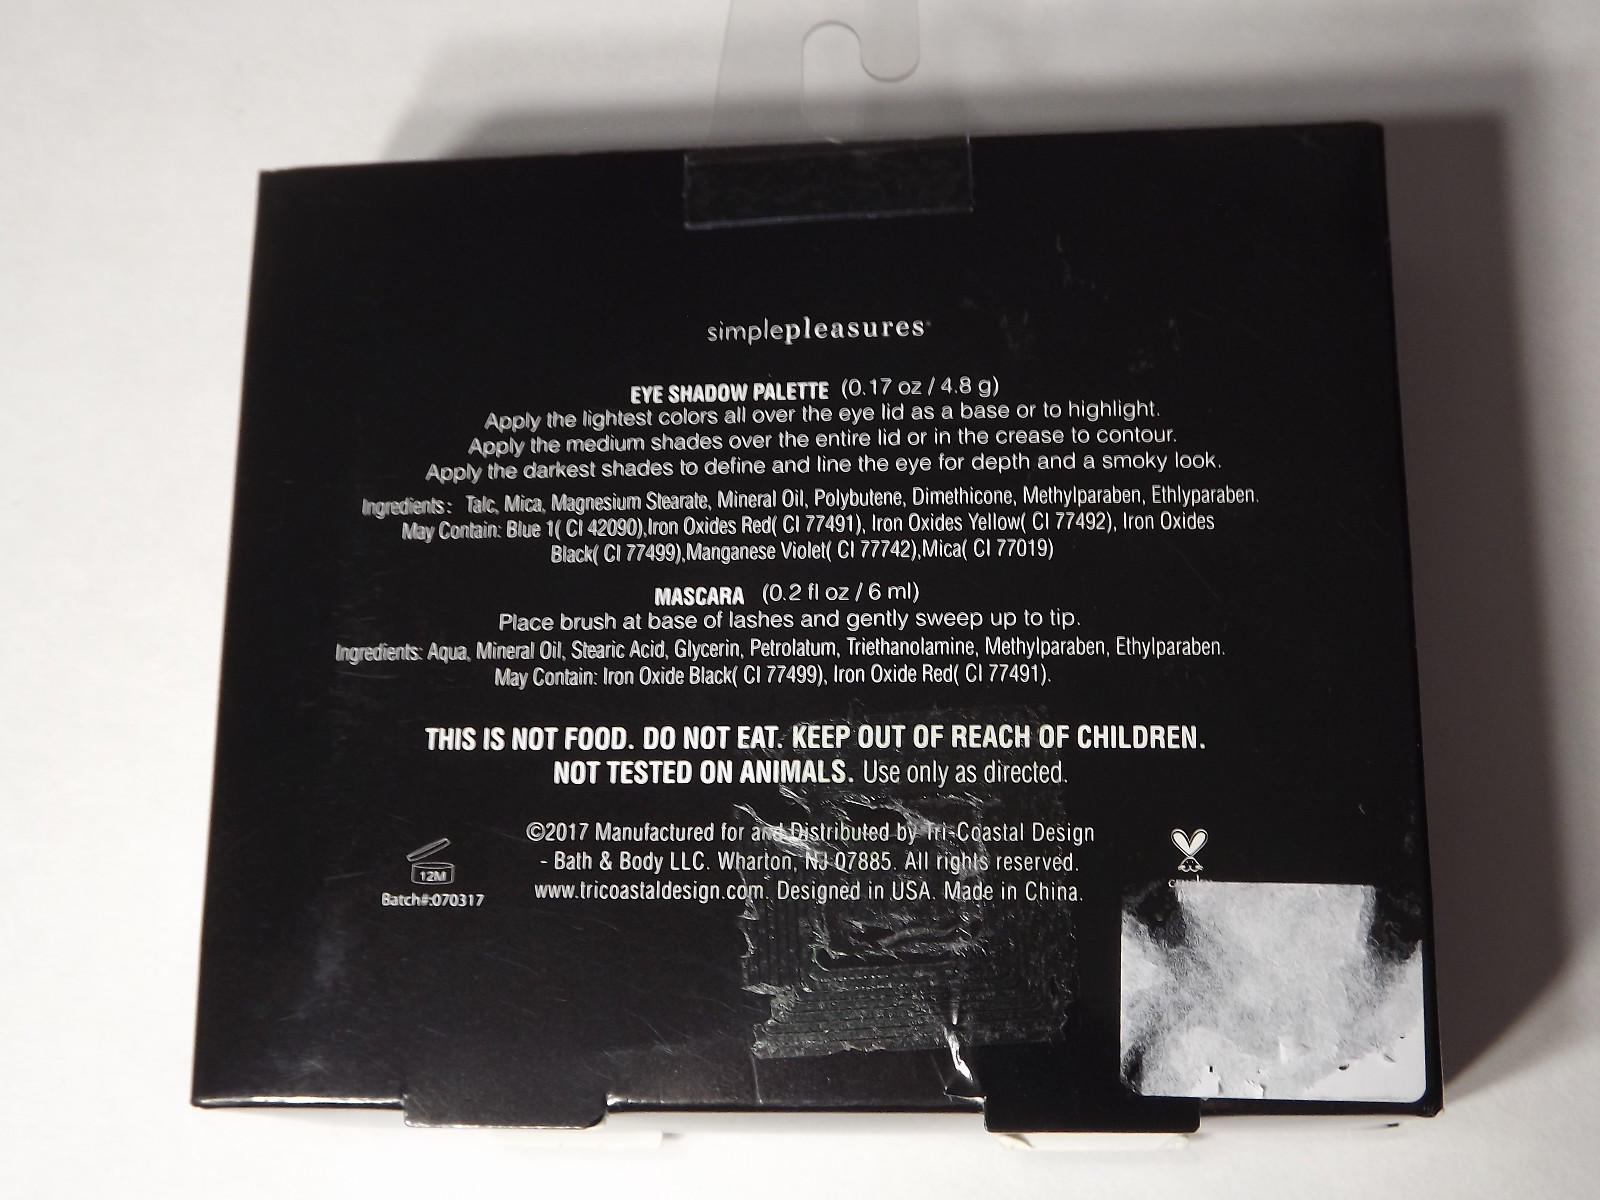 simplepleasures
EYE SHADOW PALETTE (0.17 oz / 4.8 g)
Apply the lightest colors all over the eye lid as a base or to highlight.
Apply the medium shades over the entire lid or in the crease to contour.
Apply the darkest shades to define and line the eye for depth and a smoky look.
Ingredients: Talc, Mica, Magnesium Stearate, Mineral Oil, Polybutene, Dimethicone, Methylparaben, Ethlyparaben.
May Contain: Blue 1( CI 42090),Iron Oxides Red( CI 77491), Iron Oxides Yellow( CI 77492), Iron Oxides
Black( CI 77499),Manganese Violet( CI 77742),Mica( CI 77019)
MASCARA (0.2 fl oz / 6 ml)
Place brush at base of lashes and gently sweep up to tip.
Ingredients: Aqua, Mineral Oil, Stearic Acid, Glycerin, Petrolatum, Triethanolamine, Methylparaben, Ethylparaben.
May Contain: Iron Oxide Black( CI 77499), Iron Oxide Red( CI 77491).
THIS IS NOT FOOD. DO NOT EAT. KEEP OUT OF REACH OF CHILDREN.
NOT TESTED ON ANIMALS. Use only as directed.
©2017 Manufactured for and Distributed by Tri-Coastal Design
- Bath & Body LLC. Wharton, NJ 07885. All rights reserved.
www.tricoastaldesign.com. Designed in USA. Made in China.
12M
Batch#:070317